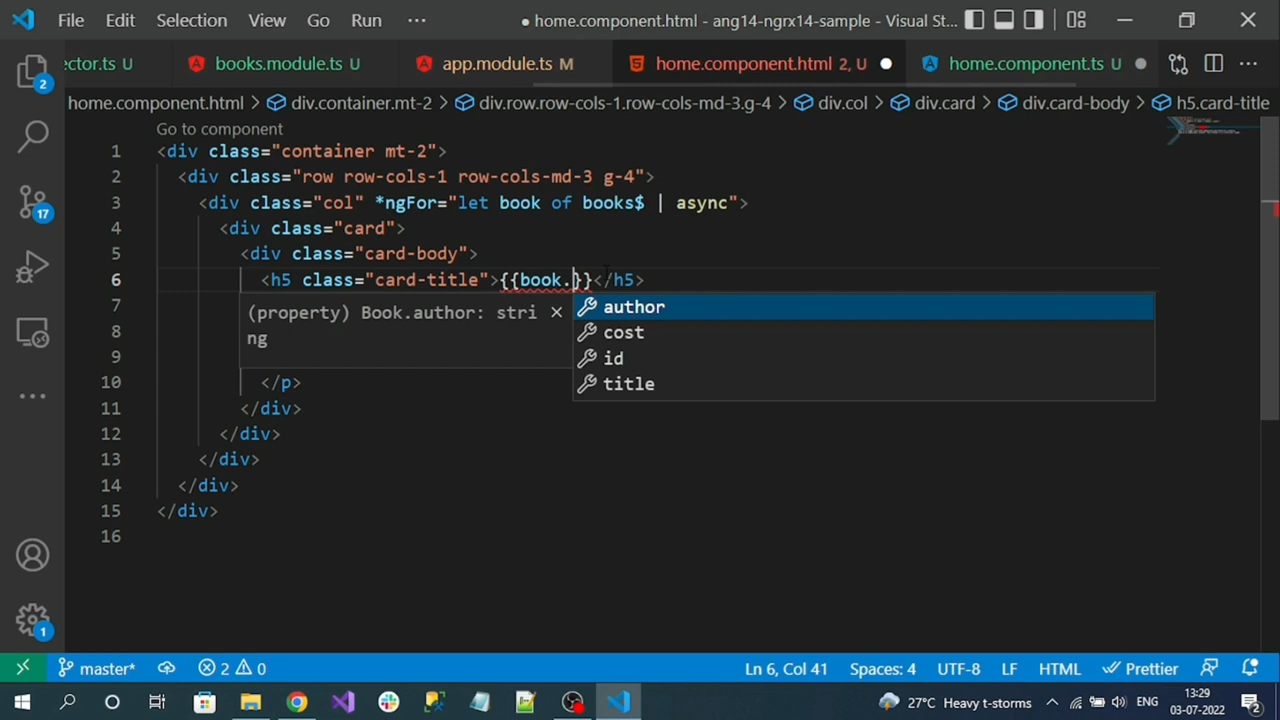 File Edit Selection View Go Run ··· ● home.component.html - ang14-ngrx14-sample - Visual St...
ector.ts U books.module.ts U app.module.ts M home.component.html 2, U ● home.component.ts U ●
home.component.html > div.container.mt-2 > div.row.row-cols-1.row-cols-md-3.g-4 > div.col > div.card > div.card-body > h5.card-title
Go to component
1 <div class="container mt-2">
2 <div class="row row-cols-1 row-cols-md-3 g-4">
3 <div class="col" *ngFor="let book of books$ | async">
4 <div class="card">
5 <div class="card-body">
6 <h5 class="card-title">{{book.}}</h5>
7 (property) Book.author: stri × author
8 ng cost
9 id
10 </p> title
11 </div>
12 </div>
13 </div>
14 </div>
15 </div>
16
2
17
1
master* 2 0 Ln 6, Col 41 Spaces: 4 UTF-8 LF HTML Prettier
27°C Heavy t-storms ENG 13:29
03-07-2022 2